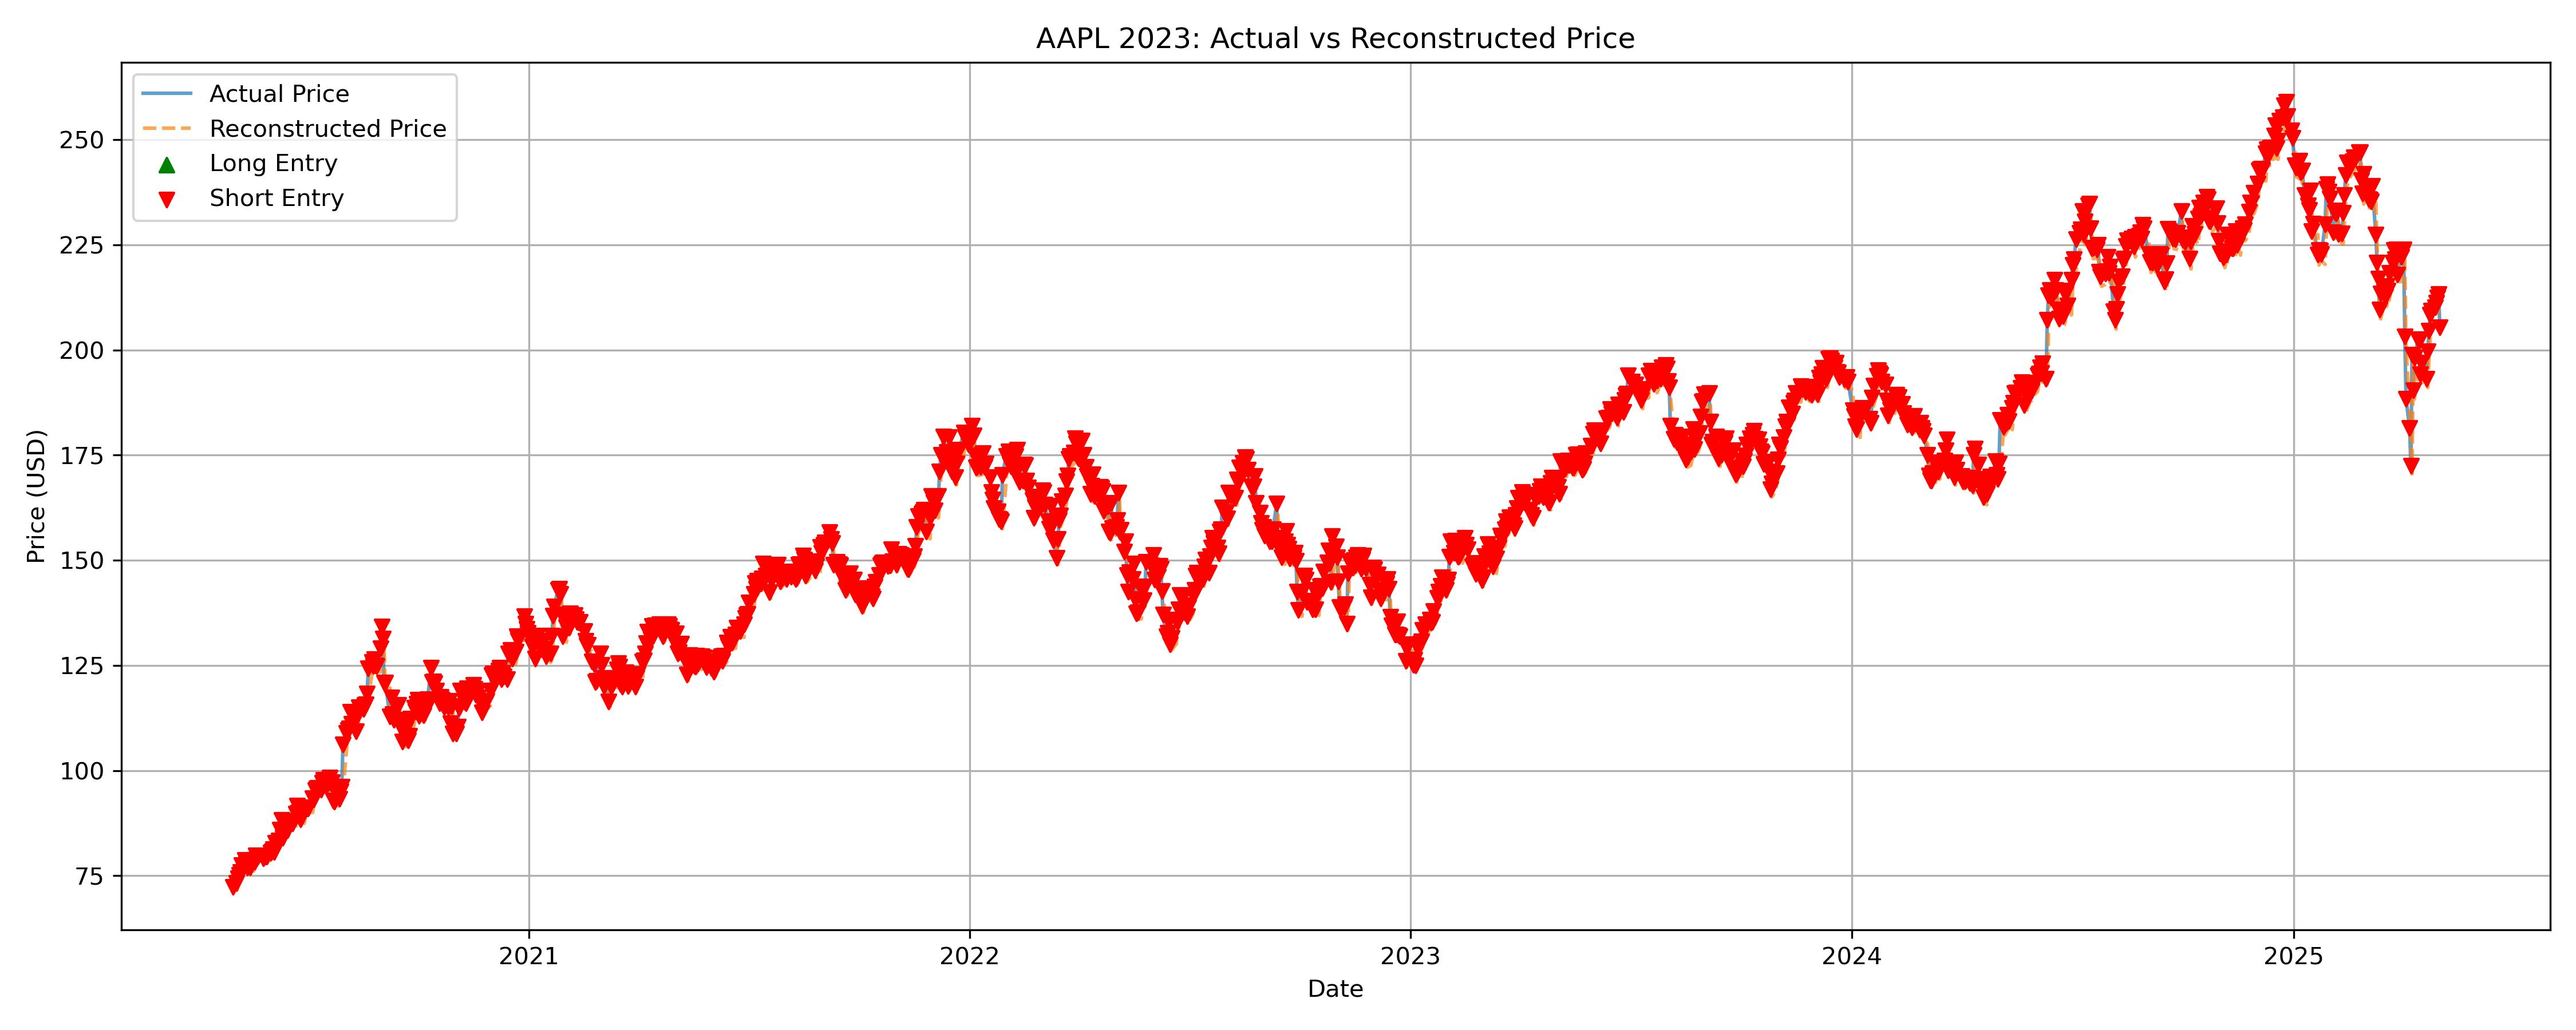 AAPL 2023: Actual vs Reconstructed Price
Actual Price
Reconstructed Price
Long Entry
Short Entry
Price (USD)
250
225
200
175
150
125
100
75
2021
2022
2023
2024
2025
Date